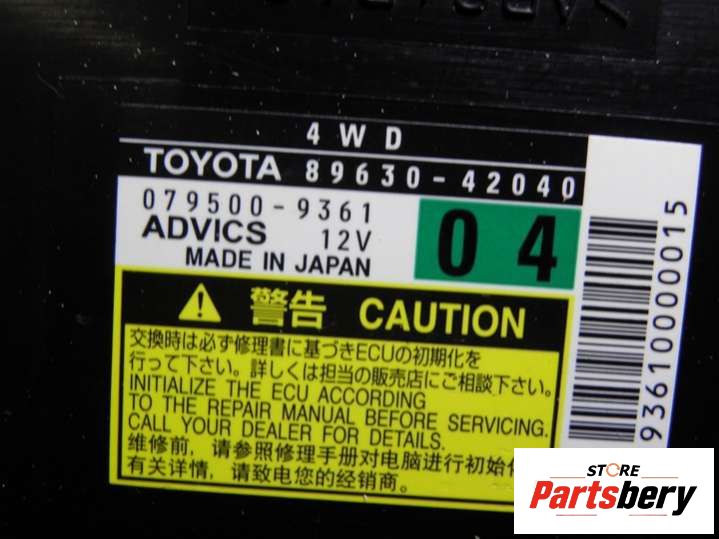 4WD
TOYOTA 89630-42040
079500-9361
ADVICS 12V
MADE IN JAPAN
04
警告 CAUTION
交換時は必ず修理書に基づきECUの初期化を
行って下さい。詳しくは担当の販売店にご相談下さい。
INITIALIZE THE ECU ACCORDING
TO THE REPAIR MANUAL BEFORE SERVICING.
CALL YOUR DEALER FOR DETAILS.
维修前，请参照修理手册对电脑进行初始
有关详情，请致电您的经销商。
93610000015
STORE
Partsbery